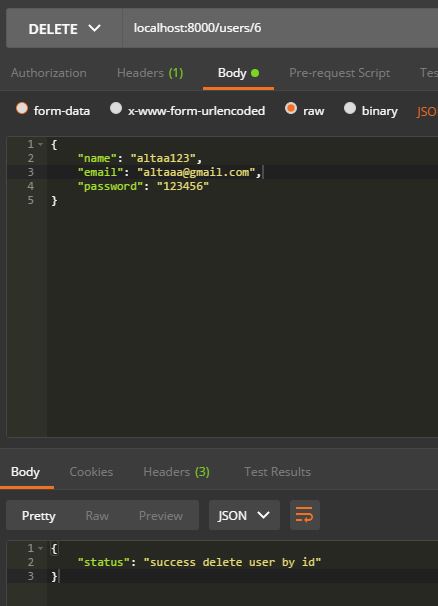 DELETE localhost:8000/users/6
Authorization Headers (1) Body Pre-request Script Tes
form-data x-www-form-urlencoded raw binary JSO
1 {
2 "name": "altaa123",
3 "email": "altaaa@gmail.com",
4 "password": "123456"
5 }
Body Cookies Headers (3) Test Results
Pretty Raw Preview JSON
1 {
2 "status": "success delete user by id"
3 }